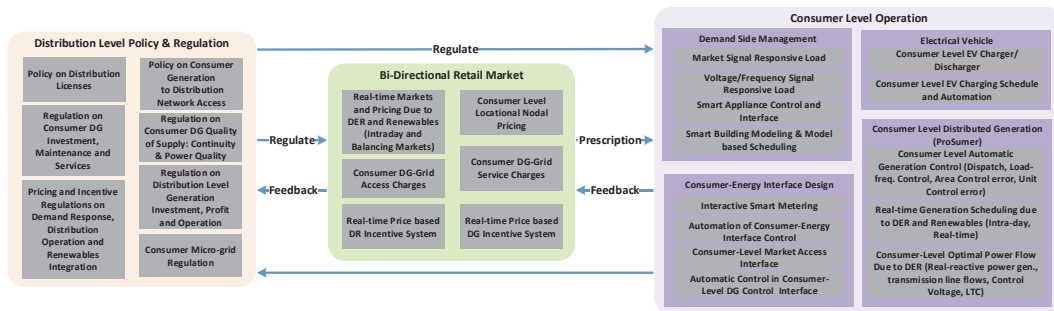 Distribution Level Policy & Regulation
Policy on Distribution
Licenses
Regulation on
Consumer DG
Investment,
Maintenance and
Services
Pricing and Incentive
Regulations on
Demand Response,
Distribution
Operation and
Renewables
Integration
Policy on Consumer
Generation
to Distribution
Network Access
Regulation on
Consumer DG Quality
of Supply: Continuity
& Power Quality
Regulation on
Distribution Level
Generation
Investment, Profit
and Operation
Consumer Micro-grid
Regulation
Regulate
Regulate
Feedback
Bi-Directional Retail Market
Real-time Markets
and Pricing Due to
DER and Renewables
(Intraday and
Balancing Markets)
Consumer DG-Grid
Access Charges
Real-time Price based
DR Incentive System
Consumer Level
Locational Nodal
Pricing
Consumer DG-Grid
Service Charges
Real-time Price based
DG Incentive System
Prescription
Feedback
Consumer Level Operation
Demand Side Management
Market Signal Responsive Load
Voltage/Frequency Signal
Responsive Load
Smart Appliance Control and
Interface
Smart Building Modeling & Model
based Scheduling
Consumer-Energy Interface Design
Interactive Smart Metering
Automation of Consumer-Energy
Interface Control
Consumer-Level Market Access
Interface
Automatic Control in Consumer-
Level DG Control Interface
Electrical Vehicle
Consumer Level EV Charger/
Discharger
Consumer Level EV Charging Schedule
and Automation
Consumer Level Distributed Generation
(ProSumer)
Consumer Level Automatic
Generation Control (Dispatch, Load-
freq. Control, Area Control error, Unit
Control error)
Real-time Generation Scheduling due
to DER and Renewables (Intra-day,
Real-time)
Consumer-Level Optimal Power Flow
Due to DER (Real-reactive power gen.,
transmission line flows, Control
Voltage, LTC)